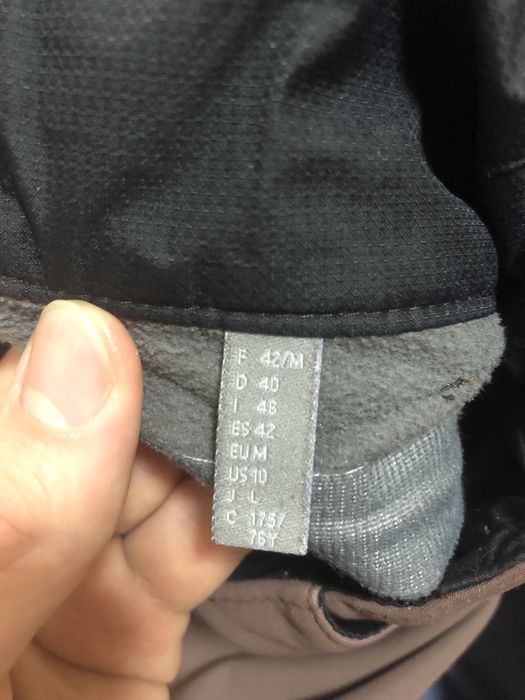 F 42/M
D 40
I 46
ES 42
EU M
US 10
J L
C 175/
76Y